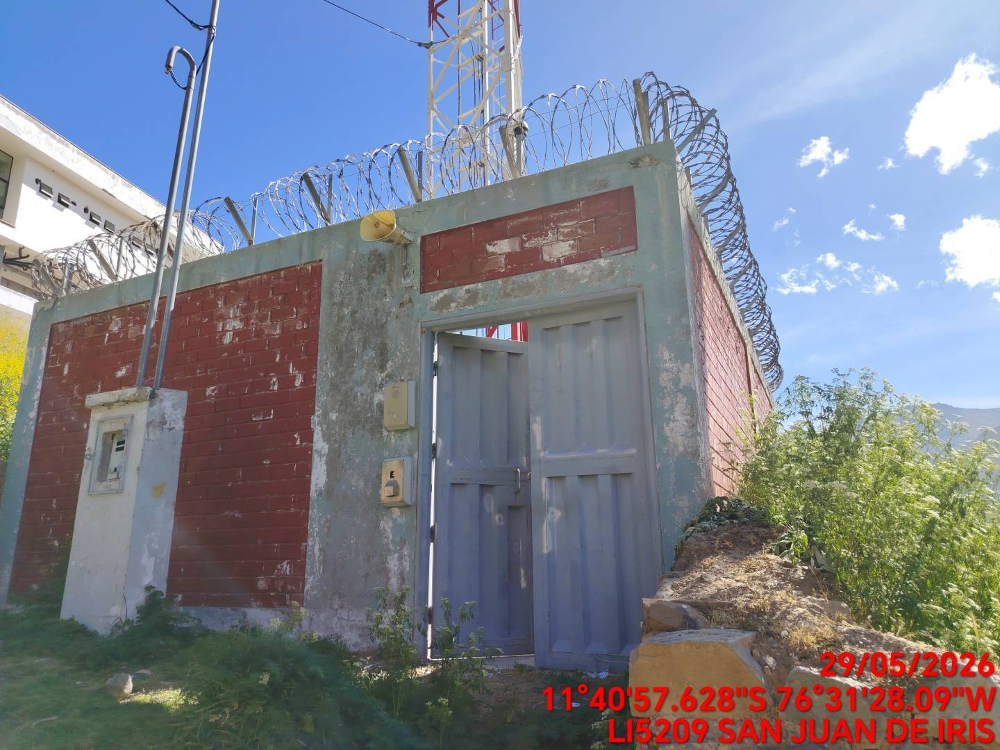 29/05/2026
11°40'57.628"S 76°31'28.09"W
LI5209 SAN JUAN DE IRIS